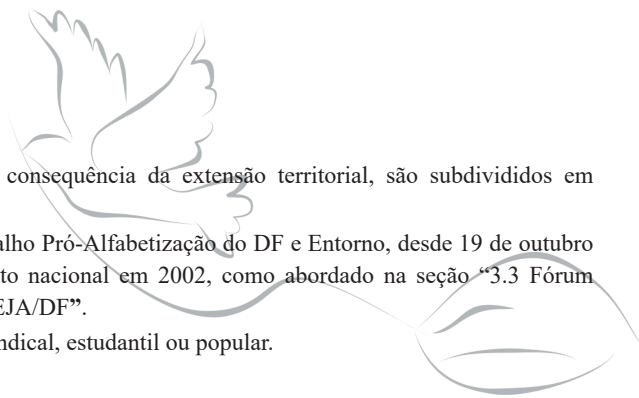 consequência da extensão territorial, são subdivididos em
alho Pró-Alfabetização do DF e Entorno, desde 19 de outubro
to nacional em 2002, como abordado na seção “3.3 Fórum
EJA/DF”.
ndical, estudantil ou popular.